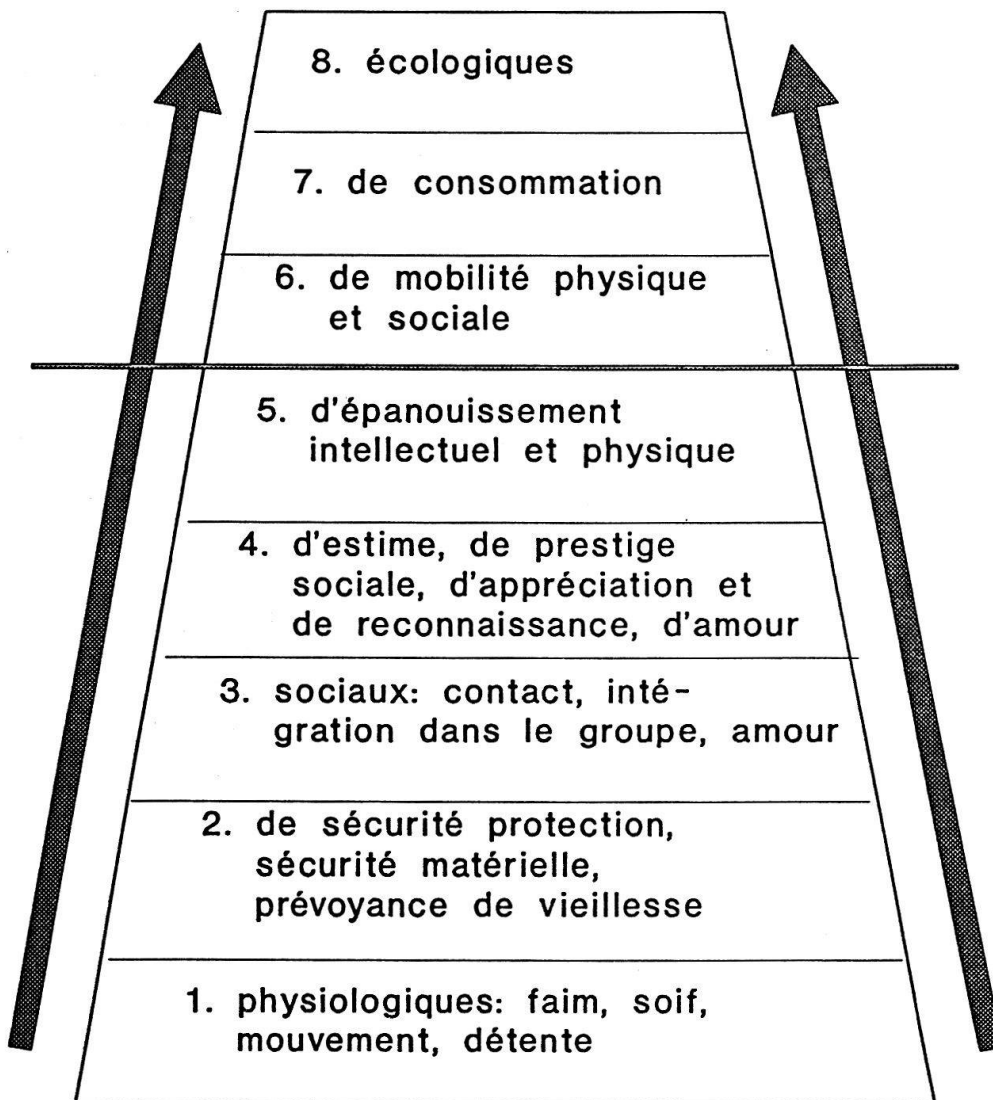 8. écologiques
7. de consommation
6. de mobilité physique
et sociale
5. d'épanouissement
intellectuel et physique
4. d'estime, de prestige
sociale, d'appréciation et
de reconnaissance, d'amour
3. sociaux: contact, inté-
gration dans le groupe, amour
2. de sécurité protection,
sécurité matérielle,
prévoyance de vieillesse
1. physiologiques: faim, soif,
mouvement, détente